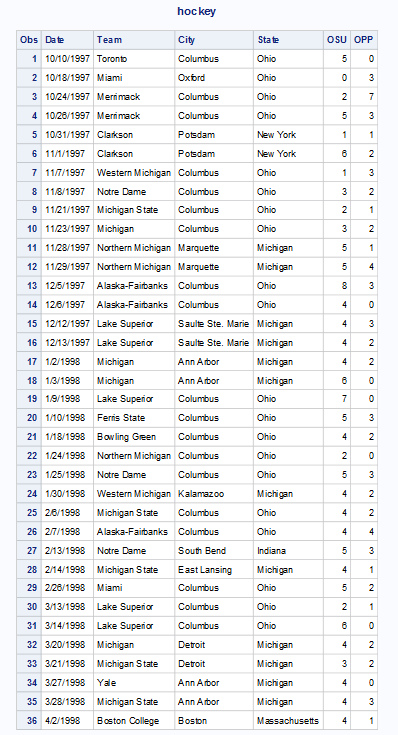 hockey
Obs Date Team City State OSU OPP
1 10/10/1997 Toronto Columbus Ohio 5 0
2 10/18/1997 Miami Oxford Ohio 0 3
3 10/24/1997 Merrimack Columbus Ohio 2 7
4 10/26/1997 Merrimack Columbus Ohio 5 3
5 10/31/1997 Clarkson Potsdam New York 1 1
6 11/1/1997 Clarkson Potsdam New York 6 2
7 11/7/1997 Western Michigan Columbus Ohio 1 3
8 11/8/1997 Notre Dame Columbus Ohio 3 2
9 11/21/1997 Michigan State Columbus Ohio 2 1
10 11/23/1997 Michigan Columbus Ohio 3 2
11 11/28/1997 Northern Michigan Marquette Michigan 5 1
12 11/29/1997 Northern Michigan Marquette Michigan 5 4
13 12/5/1997 Alaska-Fairbanks Columbus Ohio 8 3
14 12/6/1997 Alaska-Fairbanks Columbus Ohio 4 0
15 12/12/1997 Lake Superior Saulte Ste. Marie Michigan 4 3
16 12/13/1997 Lake Superior Saulte Ste. Marie Michigan 4 2
17 1/2/1998 Michigan Ann Arbor Michigan 4 2
18 1/3/1998 Michigan Ann Arbor Michigan 6 0
19 1/9/1998 Lake Superior Columbus Ohio 7 0
20 1/10/1998 Ferris State Columbus Ohio 5 3
21 1/18/1998 Bowling Green Columbus Ohio 4 2
22 1/24/1998 Northern Michigan Columbus Ohio 2 0
23 1/25/1998 Notre Dame Columbus Ohio 5 3
24 1/30/1998 Western Michigan Kalamazoo Michigan 4 2
25 2/6/1998 Michigan State Columbus Ohio 4 2
26 2/7/1998 Alaska-Fairbanks Columbus Ohio 4 4
27 2/13/1998 Notre Dame South Bend Indiana 5 3
28 2/14/1998 Michigan State East Lansing Michigan 4 1
29 2/26/1998 Miami Columbus Ohio 5 2
30 3/13/1998 Lake Superior Columbus Ohio 2 1
31 3/14/1998 Lake Superior Columbus Ohio 6 0
32 3/20/1998 Michigan Detroit Michigan 4 2
33 3/21/1998 Michigan State Detroit Michigan 3 2
34 3/27/1998 Yale Ann Arbor Michigan 4 0
35 3/28/1998 Michigan State Ann Arbor Michigan 4 3
36 4/2/1998 Boston College Boston Massachusetts 4 1